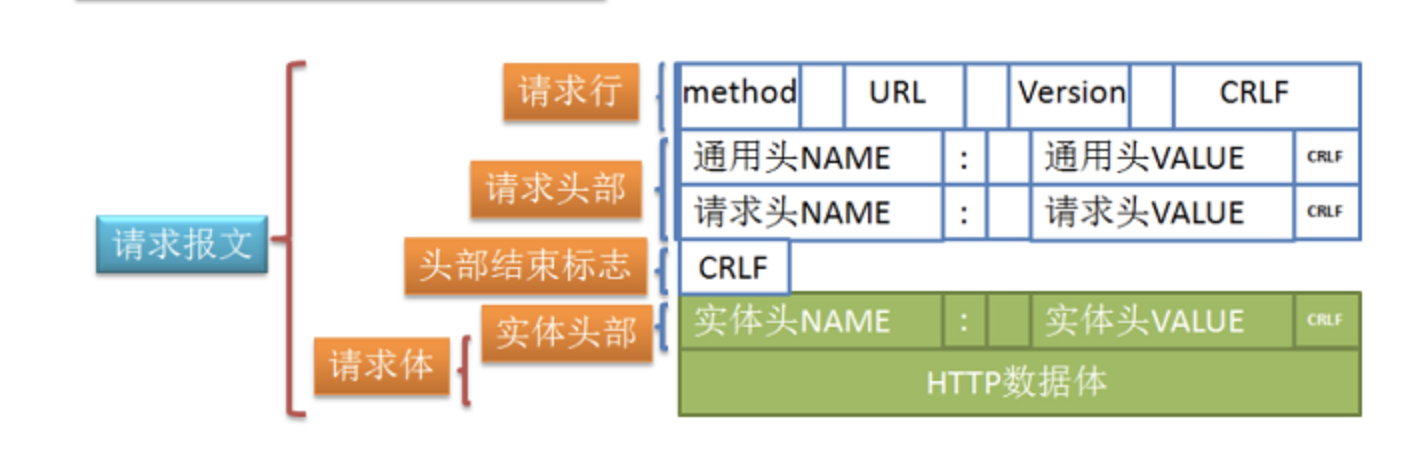 请求行
method URL Version CRLF
请求头部
通用头NAME : 通用头VALUE CRLF
请求头NAME : 请求头VALUE CRLF
请求报文
头部结束标志
CRLF
实体头部
实体头NAME : 实体头VALUE CRLF
请求体
HTTP数据体